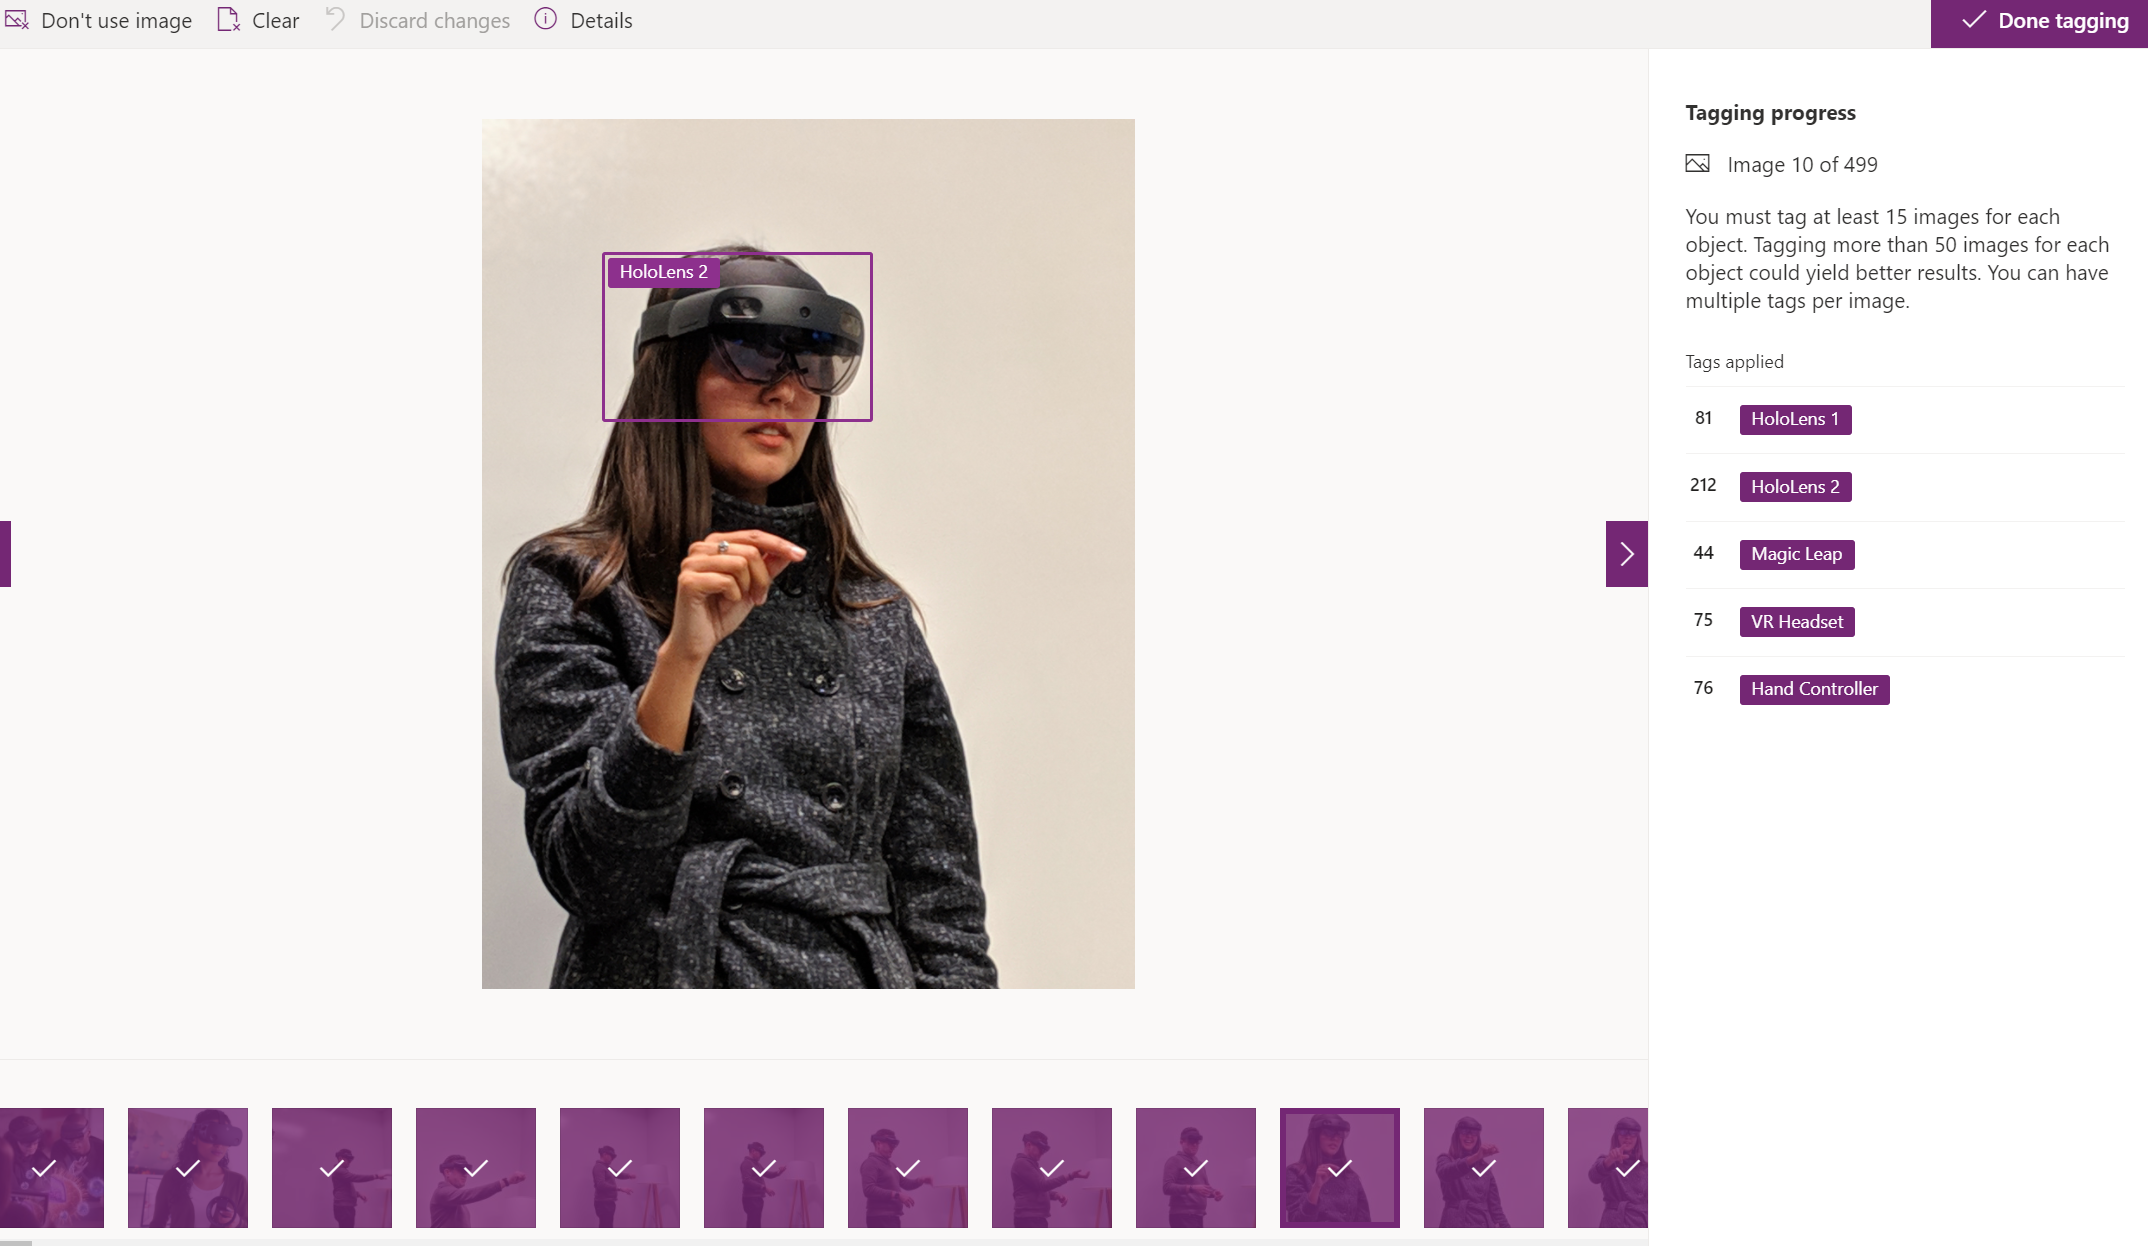 Don't use image
Clear
Discard changes
Details
Done tagging
Tagging progress
Image 10 of 499
You must tag at least 15 images for each
object. Tagging more than 50 images for each
object could yield better results. You can have
multiple tags per image.
Tags applied
81 HoloLens 1
212 HoloLens 2
44 Magic Leap
75 VR Headset
76 Hand Controller
HoloLens 2